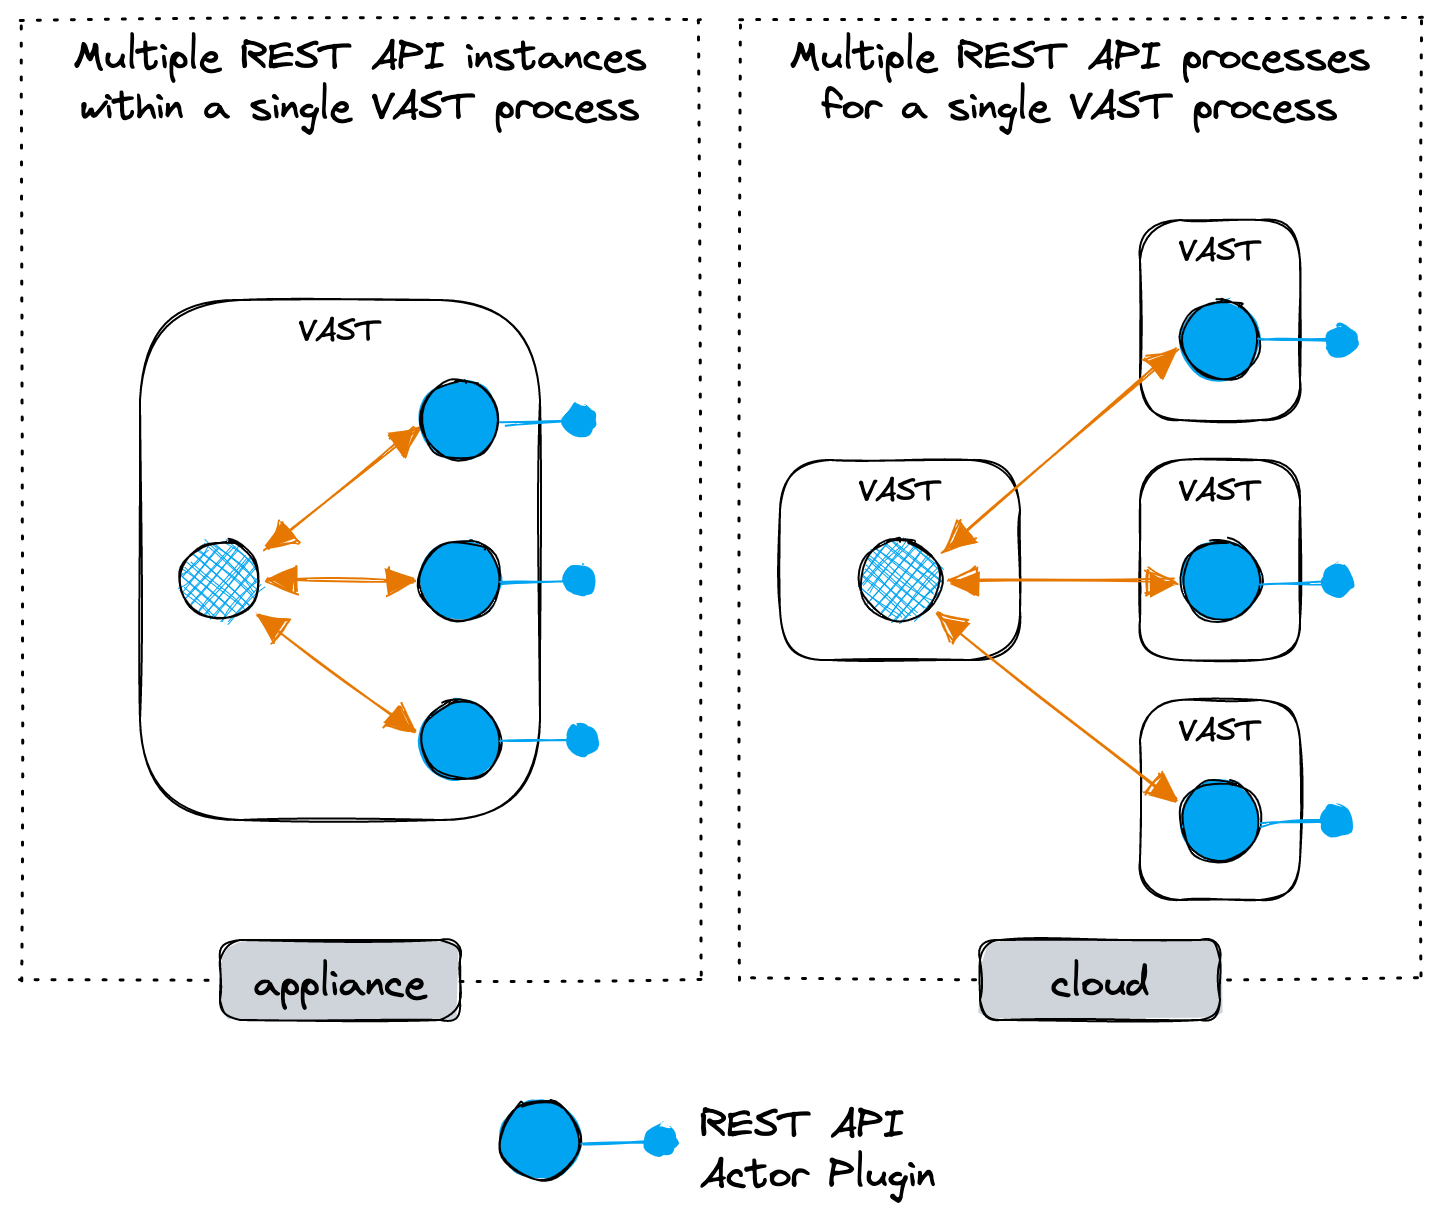 Multiple REST API instances
within a single VAST process
VAST
appliance
Multiple REST API processes
for a single VAST process
VAST
VAST
VAST
VAST
cloud
REST API
Actor Plugin